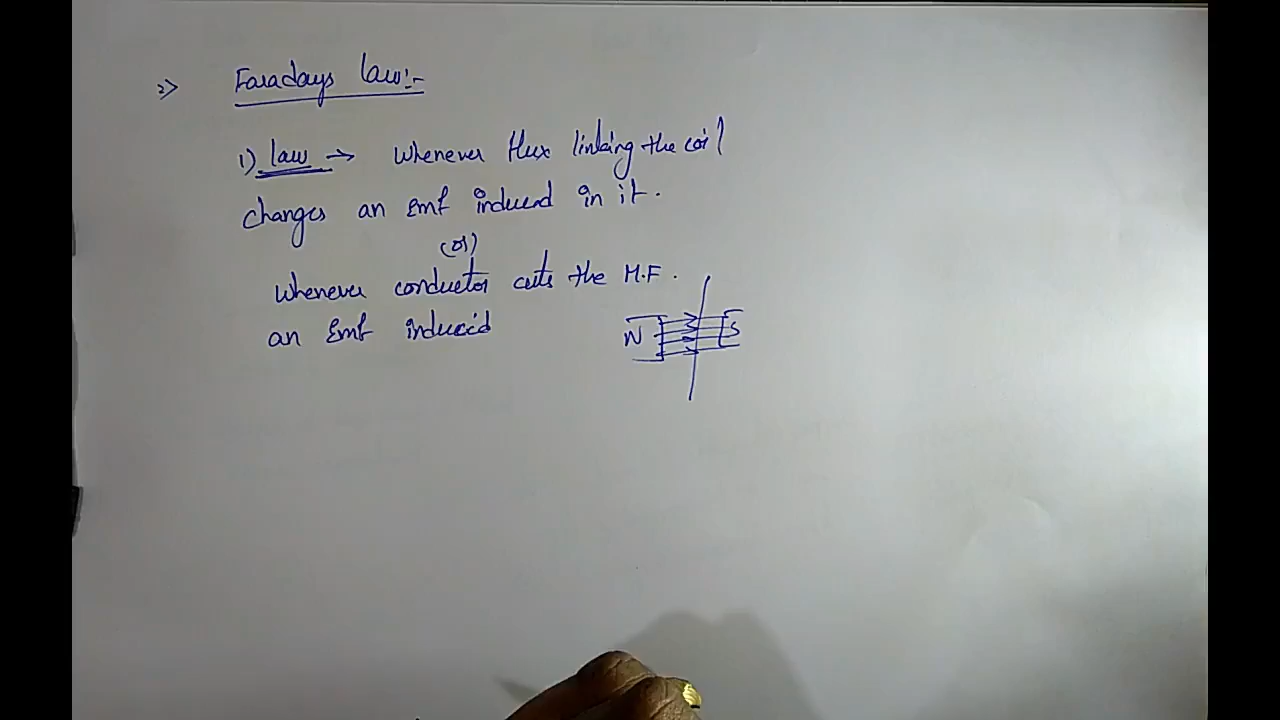 2> Faradays law:-
1) law → Whenever flux linking the coil
changes an Emf induced in it.
(or)
Whenever conductor cuts the M.F.
an Emf induced
N S